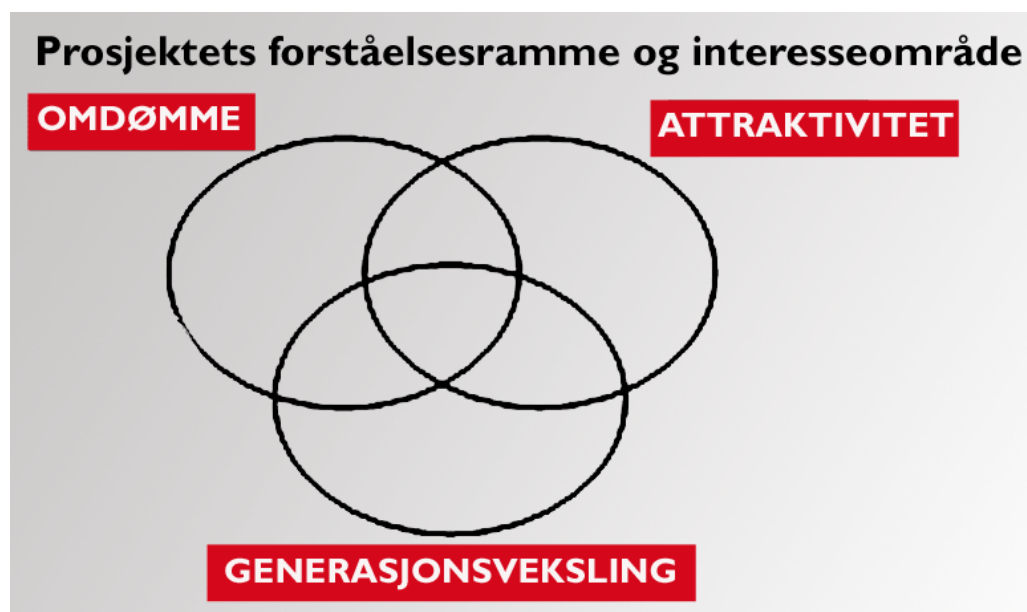 Prosjektets forståelsesramme og interesseområde
OMDØMME
ATTRAKTIVITET
GENERASJONSVEKSLING